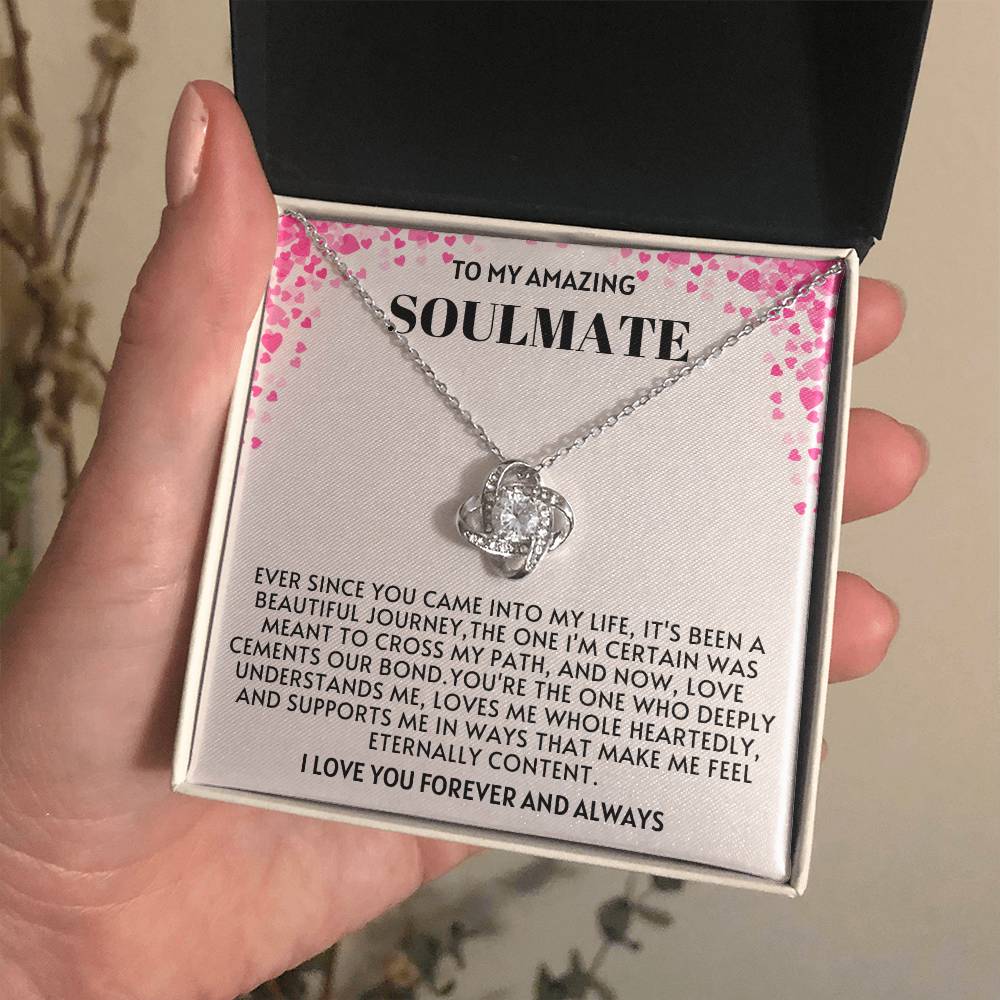 TO MY AMAZING
SOULMATE
EVER SINCE YOU CAME INTO MY LIFE, IT'S BEEN A
BEAUTIFUL JOURNEY,THE ONE I'M CERTAIN WAS
MEANT TO CROSS MY PATH, AND NOW, LOVE
CEMENTS OUR BOND.YOU'RE THE ONE WHO DEEPLY
UNDERSTANDS ME, LOVES ME WHOLE HEARTEDLY,
AND SUPPORTS ME IN WAYS THAT MAKE ME FEEL
ETERNALLY CONTENT.
I LOVE YOU FOREVER AND ALWAYS